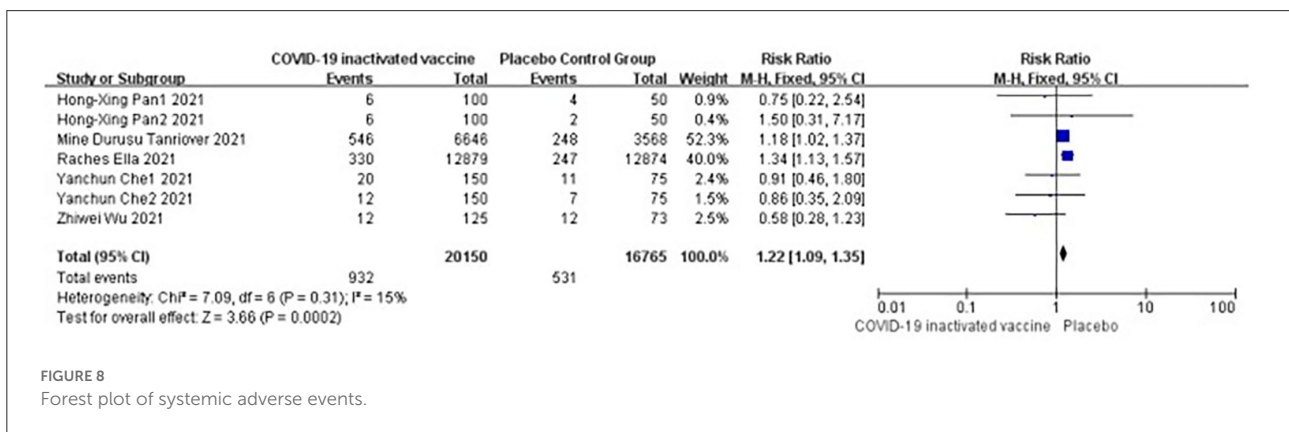 COVID-19 inactivated vaccine Placebo Control Group Risk Ratio Risk Ratio
Study or Subgroup Events Total Events Total Weight M-H, Fixed, 95% CI M-H, Fixed, 95% CI
Hong-Xing Pan1 2021 6 100 4 50 0.9% 0.75 [0.22, 2.54]
Hong-Xing Pan2 2021 6 100 2 50 0.4% 1.50 [0.31, 7.17]
Mine Durusu Tanriover 2021 546 6646 248 3568 52.3% 1.18 [1.02, 1.37]
Raches Ella 2021 330 12879 247 12874 40.0% 1.34 [1.13, 1.57]
Yanchun Che1 2021 20 150 11 75 2.4% 0.91 [0.46, 1.80]
Yanchun Che2 2021 12 150 7 75 1.5% 0.86 [0.35, 2.09]
Zhiwei Wu 2021 12 125 12 73 2.5% 0.58 [0.28, 1.23]
Total (95% CI) 20150 16765 100.0% 1.22 [1.09, 1.35]
Total events 932 531
Heterogeneity: Chi² = 7.09, df = 6 (P = 0.31); I² = 15%
Test for overall effect: Z = 3.66 (P = 0.0002)
0.01 0.1 1 10 100
COVID-19 inactivated vaccine Placebo
FIGURE 8
Forest plot of systemic adverse events.